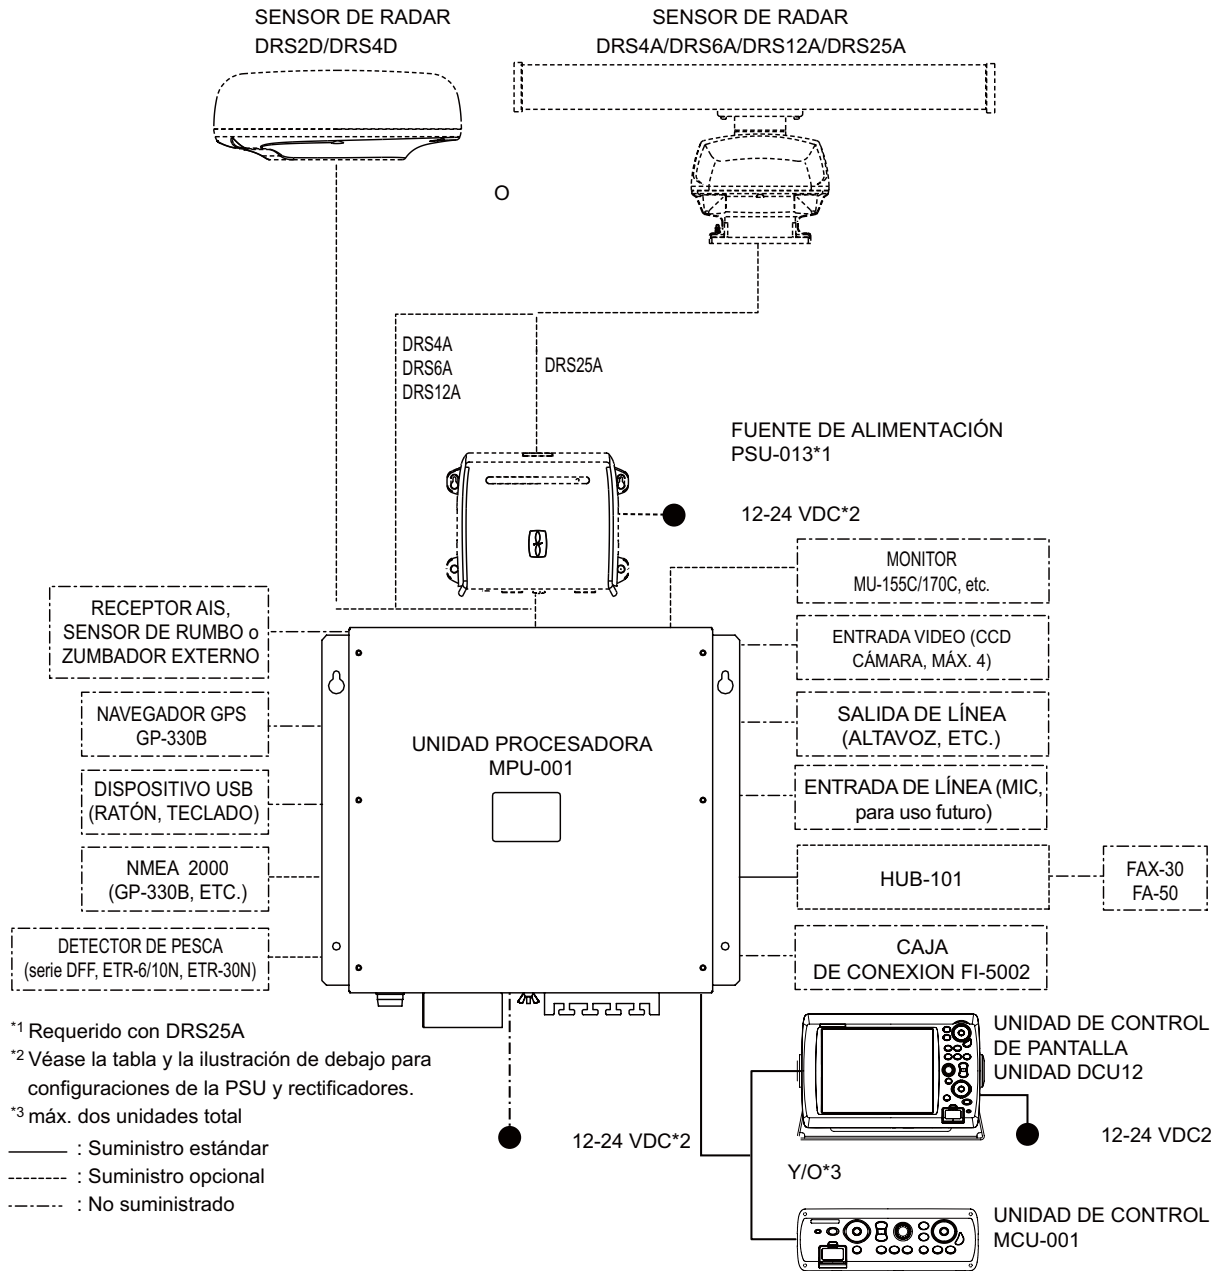 SENSOR DE RADAR
DRS2D/DRS4D
SENSOR DE RADAR
DRS4A/DRS6A/DRS12A/DRS25A
O
DRS4A
DRS6A
DRS12A
DRS25A
FUENTE DE ALIMENTACIÓN
PSU-013*1
12-24 VDC*2
RECEPTOR AIS,
SENSOR DE RUMBO o
ZUMBADOR EXTERNO
NAVEGADOR GPS
GP-330B
DISPOSITIVO USB
(RATÓN, TECLADO)
NMEA 2000
(GP-330B, ETC.)
DETECTOR DE PESCA
(serie DFF, ETR-6/10N, ETR-30N)
UNIDAD PROCESADORA
MPU-001
MONITOR
MU-155C/170C, etc.
ENTRADA VIDEO (CCD
CÁMARA, MÁX. 4)
SALIDA DE LÍNEA
(ALTAVOZ, ETC.)
ENTRADA DE LÍNEA (MIC,
para uso futuro)
HUB-101
FAX-30
FA-50
CAJA
DE CONEXION FI-5002
*1 Requerido con DRS25A
*2 Véase la tabla y la ilustración de debajo para
configuraciones de la PSU y rectificadores.
*3 máx. dos unidades total
: Suministro estándar
: Suministro opcional
: No suministrado
12-24 VDC*2
UNIDAD DE CONTROL
DE PANTALLA
UNIDAD DCU12
12-24 VDC2
Y/O*3
UNIDAD DE CONTROL
MCU-001